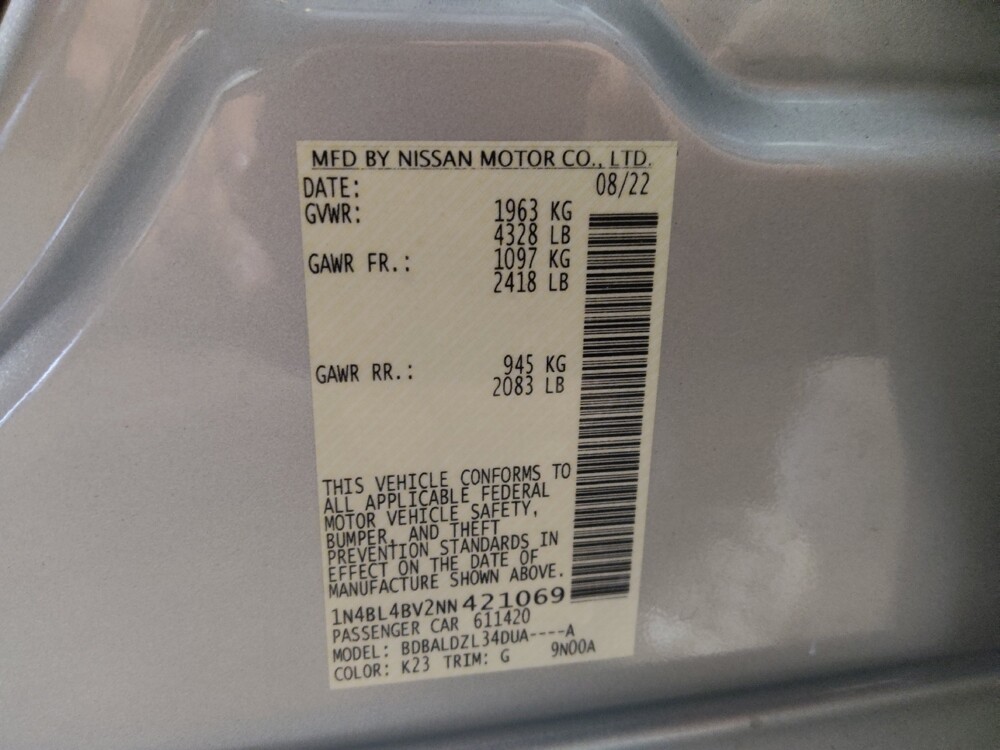 MFD BY NISSAN MOTOR CO., LTD.
DATE: 08/22
GVWR: 1963 KG
4328 LB
GAWR FR.: 1097 KG
2418 LB
GAWR RR.: 945 KG
2083 LB
THIS VEHICLE CONFORMS TO
ALL APPLICABLE FEDERAL
MOTOR VEHICLE SAFETY,
BUMPER, AND THEFT
PREVENTION STANDARDS IN
EFFECT ON THE DATE OF
MANUFACTURE SHOWN ABOVE.
1N4BL4BV2NN421069
PASSENGER CAR 611420
MODEL: BDBALDZL34DUA----A
COLOR: K23 TRIM: G 9N00A